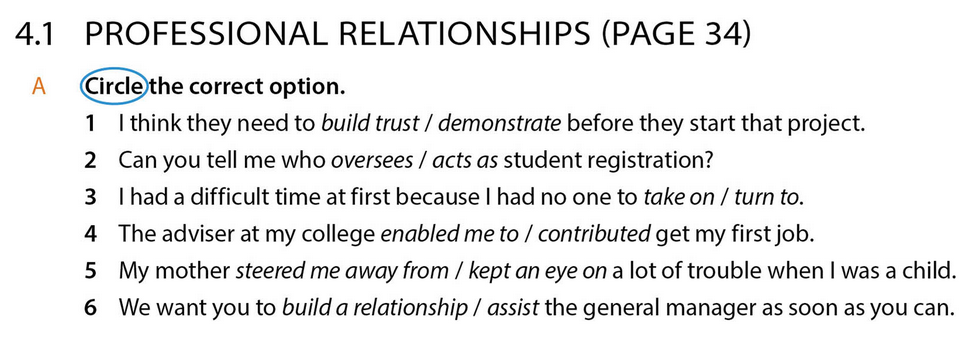 4.1 PROFESSIONAL RELATIONSHIPS (PAGE 34)
A Circle the correct option.
1 I think they need to build trust / demonstrate before they start that project.
2 Can you tell me who oversees / acts as student registration?
3 I had a difficult time at first because I had no one to take on / turn to.
4 The adviser at my college enabled me to / contributed get my first job.
5 My mother steered me away from / kept an eye on a lot of trouble when I was a child.
6 We want you to build a relationship / assist the general manager as soon as you can.